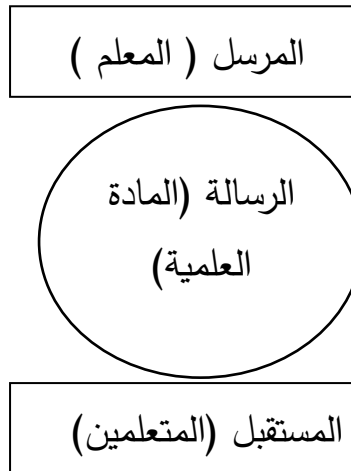 المرسل ( المعلم )
الرسالة (المادة
العلمية)
المستقبل (المتعلمين)